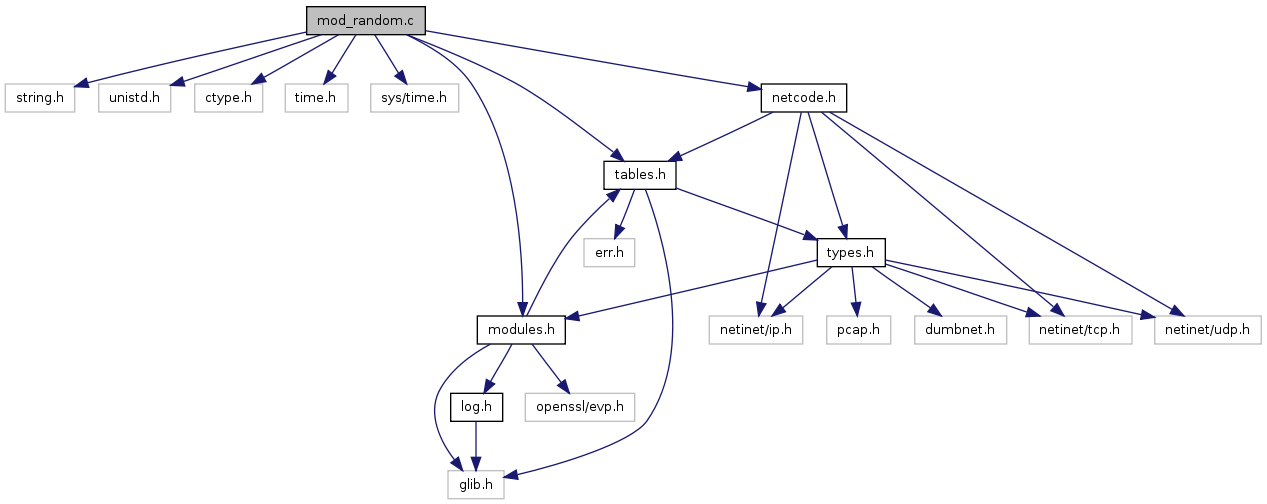 mod_random.c
string.h
unistd.h
ctype.h
time.h
sys/time.h
netcode.h
tables.h
err.h
types.h
modules.h
netinet/ip.h
pcap.h
dumbnet.h
netinet/tcp.h
netinet/udp.h
log.h
openssl/evp.h
glib.h